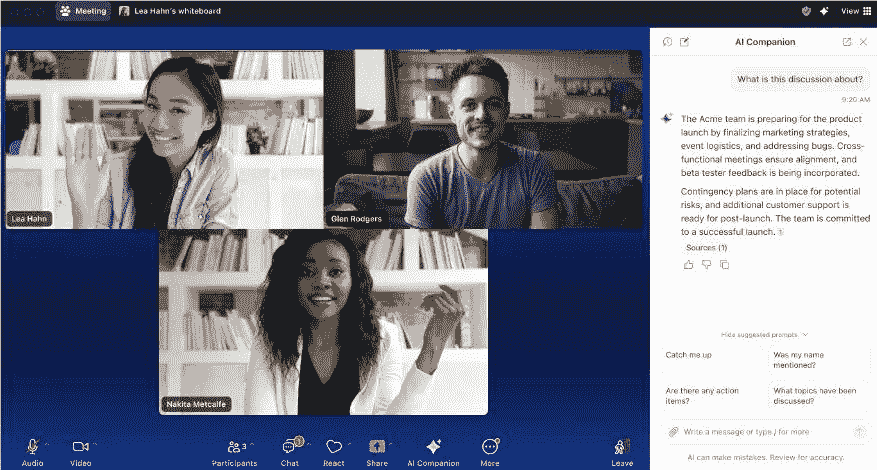 Meeting
Lea Hahn's whiteboard
View
AI Companion
What is this discussion about?
9:20 AM
The Acme team is preparing for the product
launch by finalizing marketing strategies,
event logistics, and addressing bugs. Cross-
functional meetings ensure alignment, and
beta tester feedback is being incorporated.
Contingency plans are in place for potential
risks, and additional customer support is
ready for post-launch. The team is committed
to a successful launch. 1
Sources (1)
Hide suggested prompts
Catch me up
Was my name
mentioned?
Are there any action
items?
What topics have been
discussed?
Write a message or type / for more
AI can make mistakes. Review for accuracy.
Lea Hahn
Glen Rodgers
Nakita Metcalfe
Audio
Video
3
Participants
1
Chat
React
Share
AI Companion
More
Leave